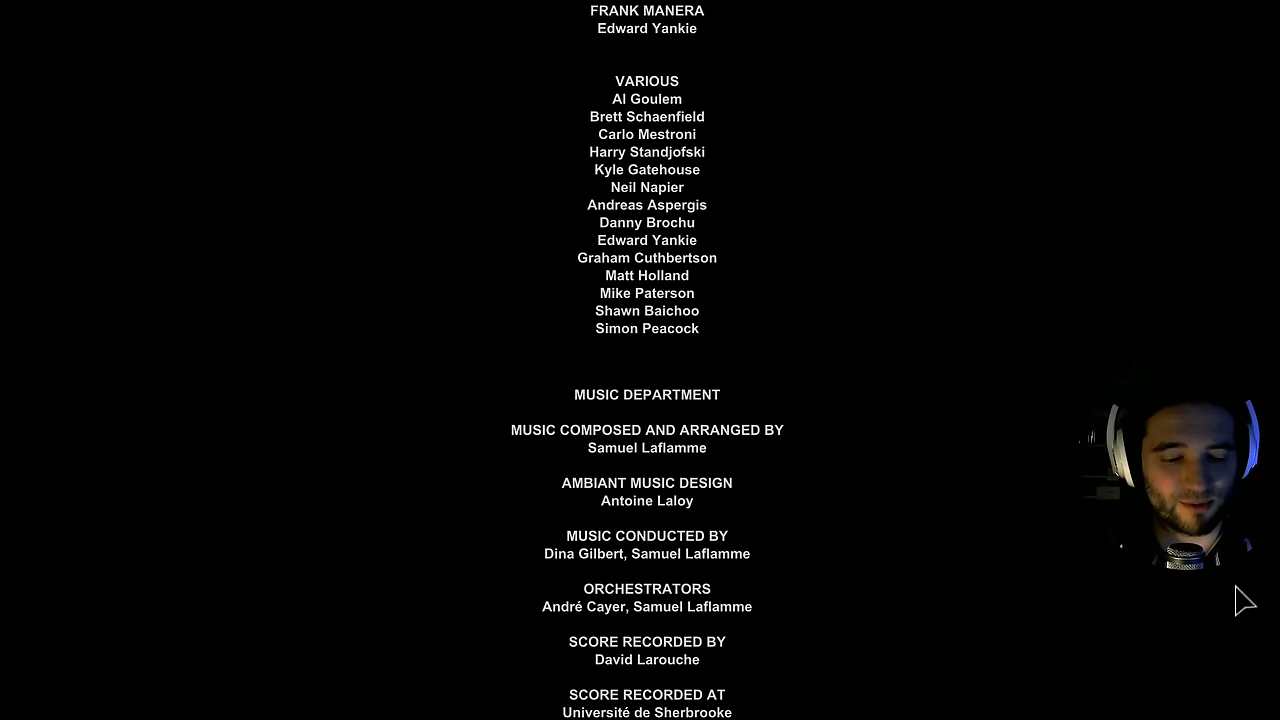 FRANK MANERA
Edward Yankie
VARIOUS
Al Goulem
Brett Schaenfield
Carlo Mestroni
Harry Standjofski
Kyle Gatehouse
Neil Napier
Andreas Aspergis
Danny Brochu
Edward Yankie
Graham Cuthbertson
Matt Holland
Mike Paterson
Shawn Baichoo
Simon Peacock
MUSIC DEPARTMENT
MUSIC COMPOSED AND ARRANGED BY
Samuel Laflamme
AMBIANT MUSIC DESIGN
Antoine Laloy
MUSIC CONDUCTED BY
Dina Gilbert, Samuel Laflamme
ORCHESTRATORS
André Cayer, Samuel Laflamme
SCORE RECORDED BY
David Larouche
SCORE RECORDED AT
Université de Sherbrooke